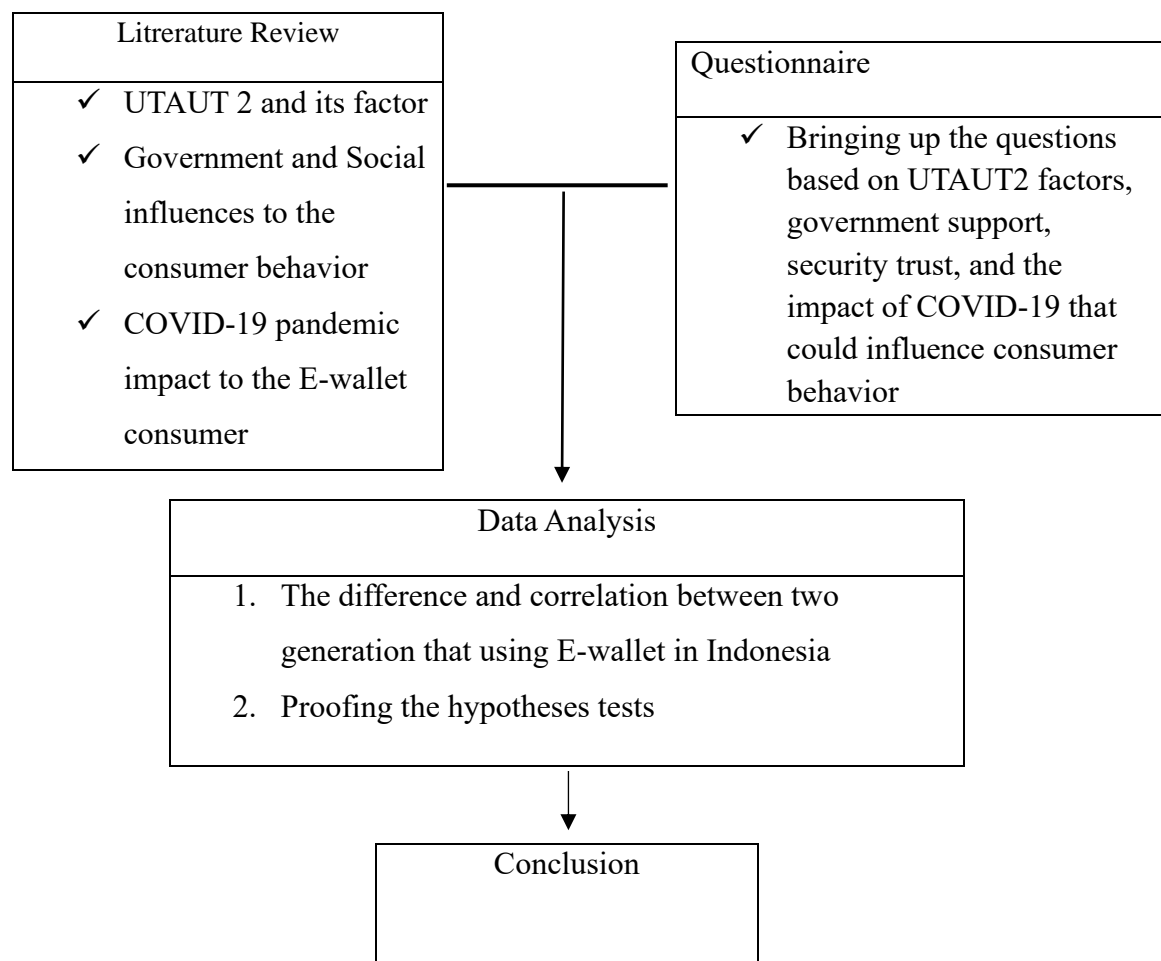 Litrerature Review
✓ UTAUT 2 and its factor
✓ Government and Social
influences to the
consumer behavior
✓ COVID-19 pandemic
impact to the E-wallet
consumer
Questionnaire
✓ Bringing up the questions
based on UTAUT2 factors,
government support,
security trust, and the
impact of COVID-19 that
could influence consumer
behavior
Data Analysis
1. The difference and correlation between two
generation that using E-wallet in Indonesia
2. Proofing the hypotheses tests
Conclusion